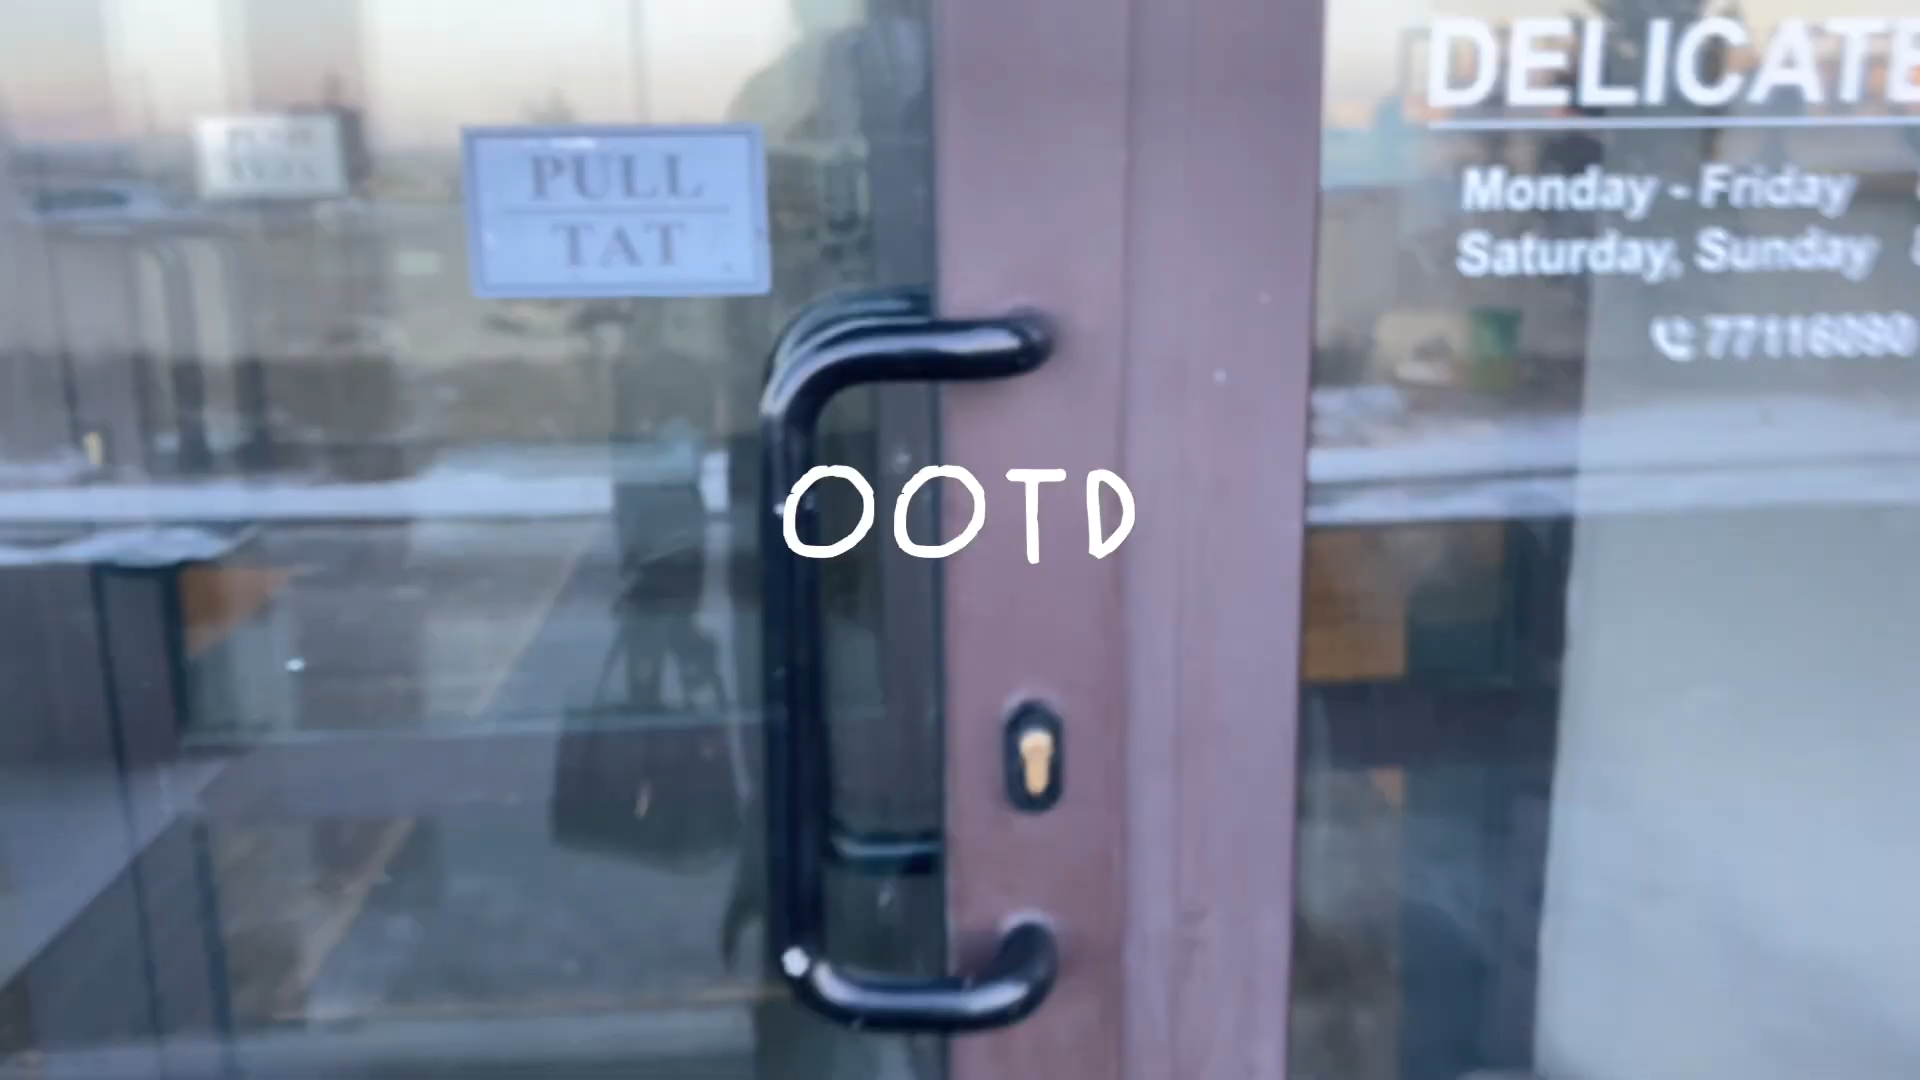 PULL
TAT
DELICATE
Monday - Friday
Saturday, Sunday
OOTD